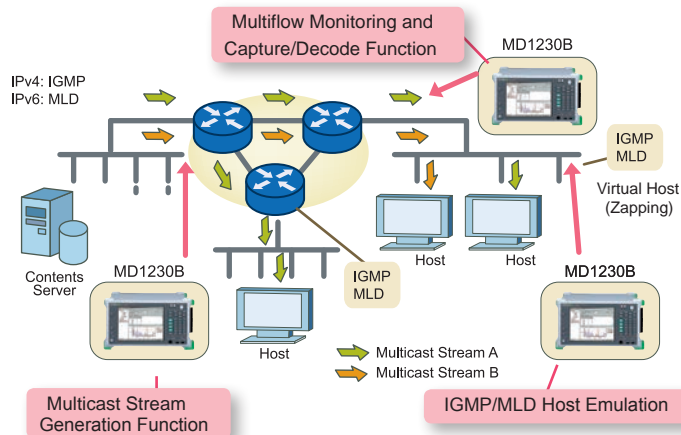 Multiflow Monitoring and
Capture/Decode Function
MD1230B
IPv4: IGMP
IPv6: MLD
IGMP
MLD
Virtual Host
(Zapping)
Contents
Server
MD1230B
Host
Host
MD1230B
IGMP
MLD
Host
Multicast Stream A
Multicast Stream B
Multicast Stream
Generation Function
IGMP/MLD Host Emulation